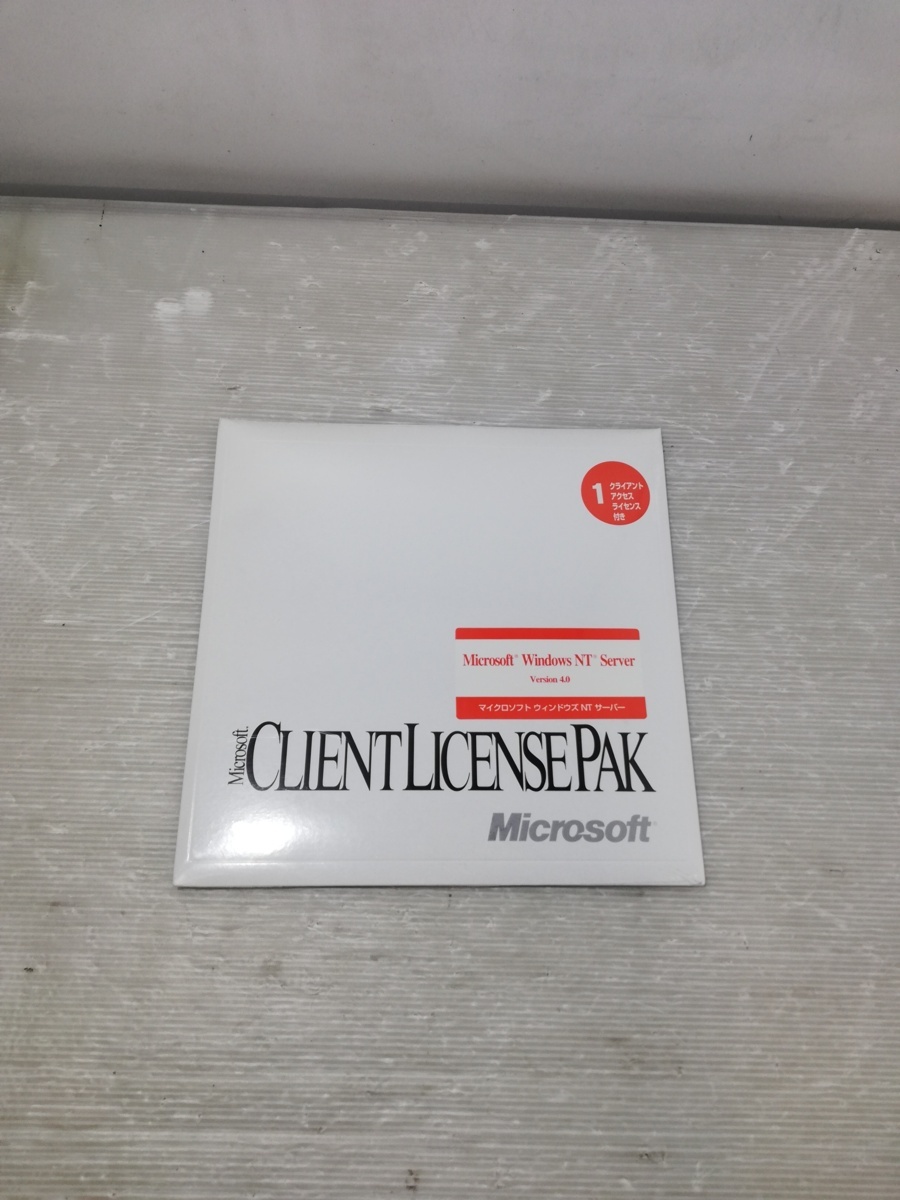 1
クライアント
アクセス
ライセンス
付き
Microsoft® Windows NT® Server
Version 4.0
マイクロソフト ウィンドウズ NT サーバー
Microsoft® CLIENT LICENSE PAK
Microsoft